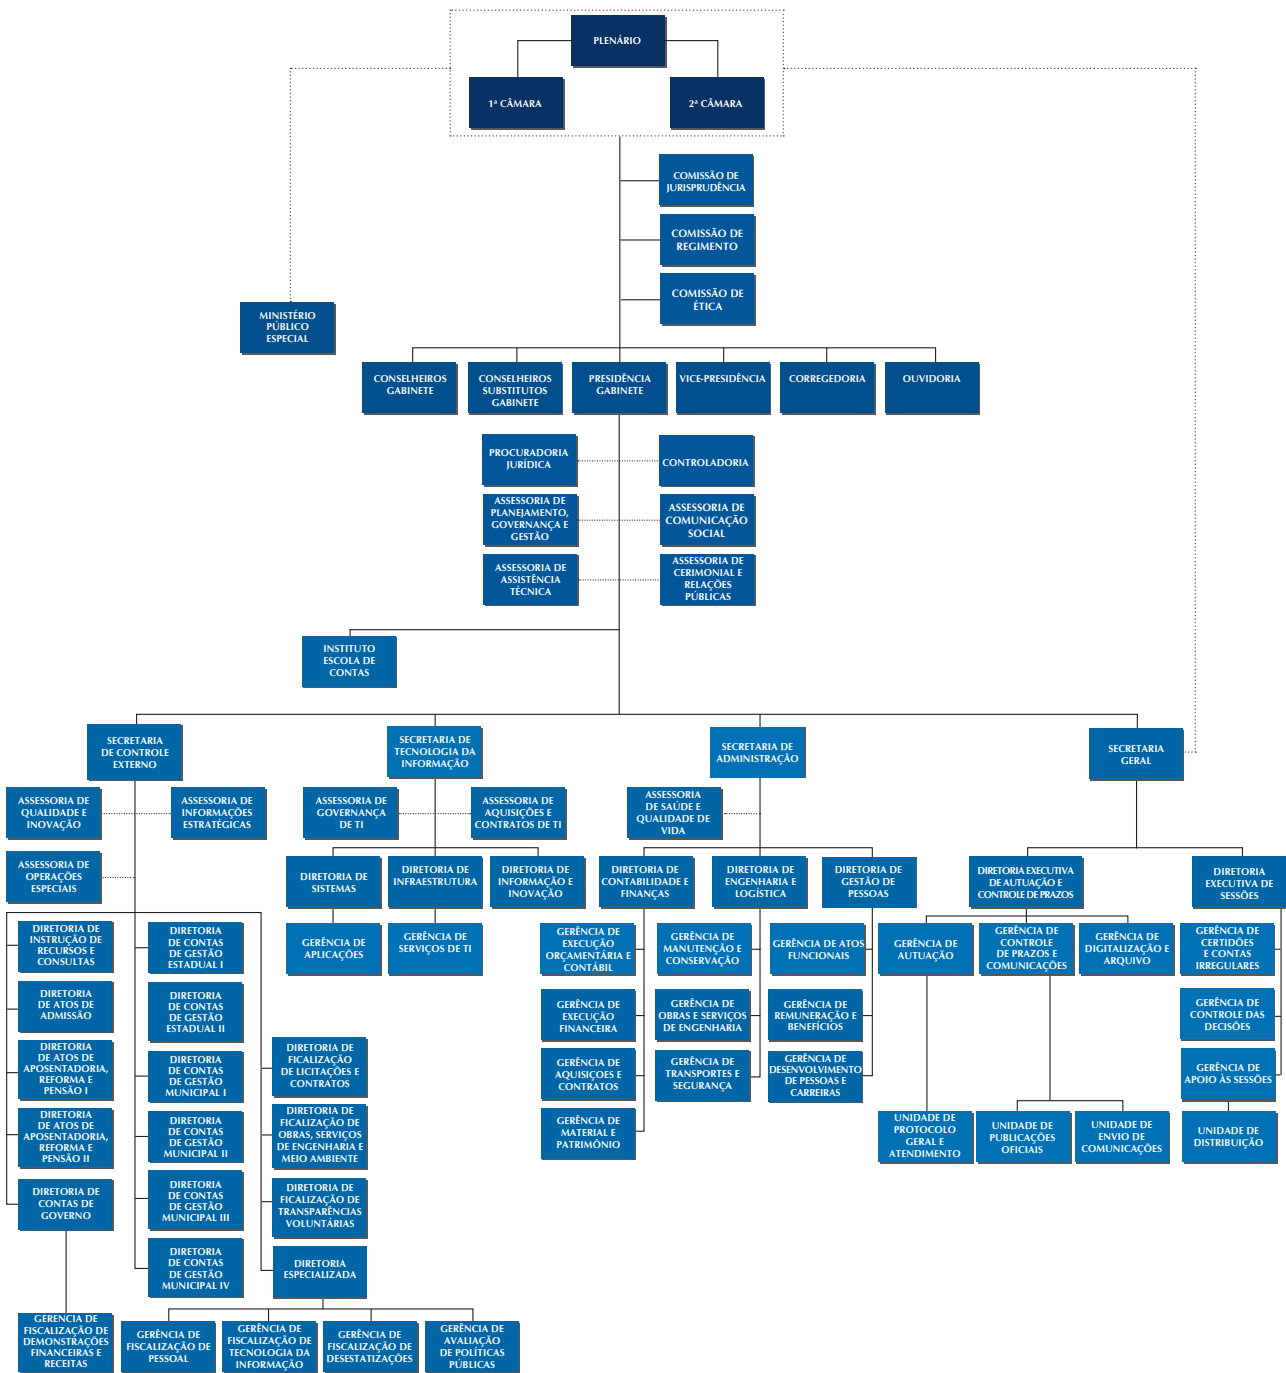 PLENÁRIO
1ª CÂMARA
2ª CÂMARA
COMISSÃO DE
JURISPRUDÊNCIA
COMISSÃO DE
REGIMENTO
COMISSÃO DE
ÉTICA
MINISTÉRIO
PÚBLICO
ESPECIAL
CONSELHEIROS
GABINETE
CONSELHEIROS
SUBSTITUTOS
GABINETE
PRESIDÊNCIA
GABINETE
VICE-PRESIDÊNCIA
CORREGEDORIA
OUVIDORIA
PROCURADORIA
JURÍDICA
CONTROLADORIA
ASSESSORIA DE
PLANEJAMENTO,
GOVERNANÇA E
GESTÃO
ASSESSORIA DE
COMUNICAÇÃO
SOCIAL
ASSESSORIA DE
ASSISTÊNCIA
TÉCNICA
ASSESSORIA DE
CERIMONIAL E
RELAÇÕES
PÚBLICAS
INSTITUTO
ESCOLA DE
CONTAS
SECRETARIA
DE CONTROLE
EXTERNO
SECRETARIA DE
TECNOLOGIA DA
INFORMAÇÃO
SECRETARIA DE
ADMINISTRAÇÃO
SECRETARIA
GERAL
ASSESSORIA DE
QUALIDADE E
INOVAÇÃO
ASSESSORIA DE
INFORMAÇÕES
ESTRATÉGICAS
ASSESSORIA DE
GOVERNANÇA
DE TI
ASSESSORIA DE
AQUISIÇÕES E
CONTRATOS DE TI
ASSESSORIA
DE SAÚDE E
QUALIDADE DE
VIDA
ASSESSORIA DE
OPERAÇÕES
ESPECIAIS
DIRETORIA DE
SISTEMAS
DIRETORIA DE
INFRAESTRUTURA
DIRETORIA DE
INFORMAÇÃO E
INOVAÇÃO
DIRETORIA DE
CONTABILIDADE E
FINANÇAS
DIRETORIA DE
ENGENHARIA E
LOGÍSTICA
DIRETORIA DE
GESTÃO DE
PESSOAS
DIRETORIA EXECUTIVA
DE AUTUAÇÃO E
CONTROLE DE PRAZOS
DIRETORIA
EXECUTIVA DE
SESSÕES
DIRETORIA DE
INSTRUÇÃO DE
RECURSOS E
CONSULTAS
DIRETORIA
DE CONTAS
DE GESTÃO
ESTADUAL I
GERÊNCIA DE
APLICAÇÕES
GERÊNCIA DE
SERVIÇOS DE TI
GERÊNCIA DE
EXECUÇÃO
ORÇAMENTÁRIA E
CONTÁBIL
GERÊNCIA DE
MANUTENÇÃO E
CONSERVAÇÃO
GERÊNCIA DE ATOS
FUNCIONAIS
GERÊNCIA DE
AUTUAÇÃO
GERÊNCIA DE
CONTROLE
DE PRAZOS E
COMUNICAÇÕES
GERÊNCIA DE
DIGITALIZAÇÃO E
ARQUIVO
GERÊNCIA DE
CERTIDÕES
E CONTAS
IRREGULARES
DIRETORIA
DE ATOS DE
ADMISSÃO
DIRETORIA
DE CONTAS
DE GESTÃO
ESTADUAL II
GERÊNCIA DE
EXECUÇÃO
FINANCEIRA
GERÊNCIA DE
OBRAS E SERVIÇOS
DE ENGENHARIA
GERÊNCIA DE
REMUNERAÇÃO E
BENEFÍCIOS
GERÊNCIA DE
CONTROLE DAS
DECISÕES
DIRETORIA
DE ATOS DE
APOSENTADORIA,
REFORMA E
PENSÃO I
DIRETORIA
DE CONTAS
DE GESTÃO
MUNICIPAL I
DIRETORIA DE
FICALIZAÇÃO
DE LICITAÇÕES E
CONTRATOS
GERÊNCIA DE
AQUISIÇOES E
CONTRATOS
GERÊNCIA DE
TRANSPORTES E
SEGURANÇA
GERÊNCIA DE
DESENVOLVIMENTO
DE PESSOAS E
CARREIRAS
GERÊNCIA DE
APOIO ÀS SESSÕES
DIRETORIA
DE ATOS DE
APOSENTADORIA,
REFORMA E
PENSÃO II
DIRETORIA
DE CONTAS
DE GESTÃO
MUNICIPAL II
DIRETORIA DE
FICALIZAÇÃO DE
OBRAS, SERVIÇOS
DE ENGENHARIA E
MEIO AMBIENTE
GERÊNCIA DE
MATERIAL E
PATRIMÔNIO
UNIDADE DE
PROTOCOLO
GERAL E
ATENDIMENTO
UNIDADE DE
PUBLICAÇÕES
OFICIAIS
UNIDADE DE
ENVIO DE
COMUNICAÇÕES
UNIDADE DE
DISTRIBUIÇÃO
DIRETORIA DE
CONTAS DE
GOVERNO
DIRETORIA
DE CONTAS
DE GESTÃO
MUNICIPAL III
DIRETORIA DE
FICALIZAÇÃO DE
TRANSPARÊNCIAS
VOLUNTÁRIAS
DIRETORIA
DE CONTAS
DE GESTÃO
MUNICIPAL IV
DIRETORIA
ESPECIALIZADA
GERENCIA DE
FISCALIZAÇÃO DE
DEMONSTRAÇÕES
FINANCEIRAS E
RECEITAS
GERÊNCIA DE
FISCALIZAÇÃO DE
PESSOAL
GERÊNCIA DE
FISCALIZAÇÃO DE
TECNOLOGIA DA
INFORMAÇÃO
GERÊNCIA DE
FISCALIZAÇÃO DE
DESESTATIZAÇÕES
GERÊNCIA DE
AVALIAÇÃO
DE POLÍTICAS
PÚBLICAS